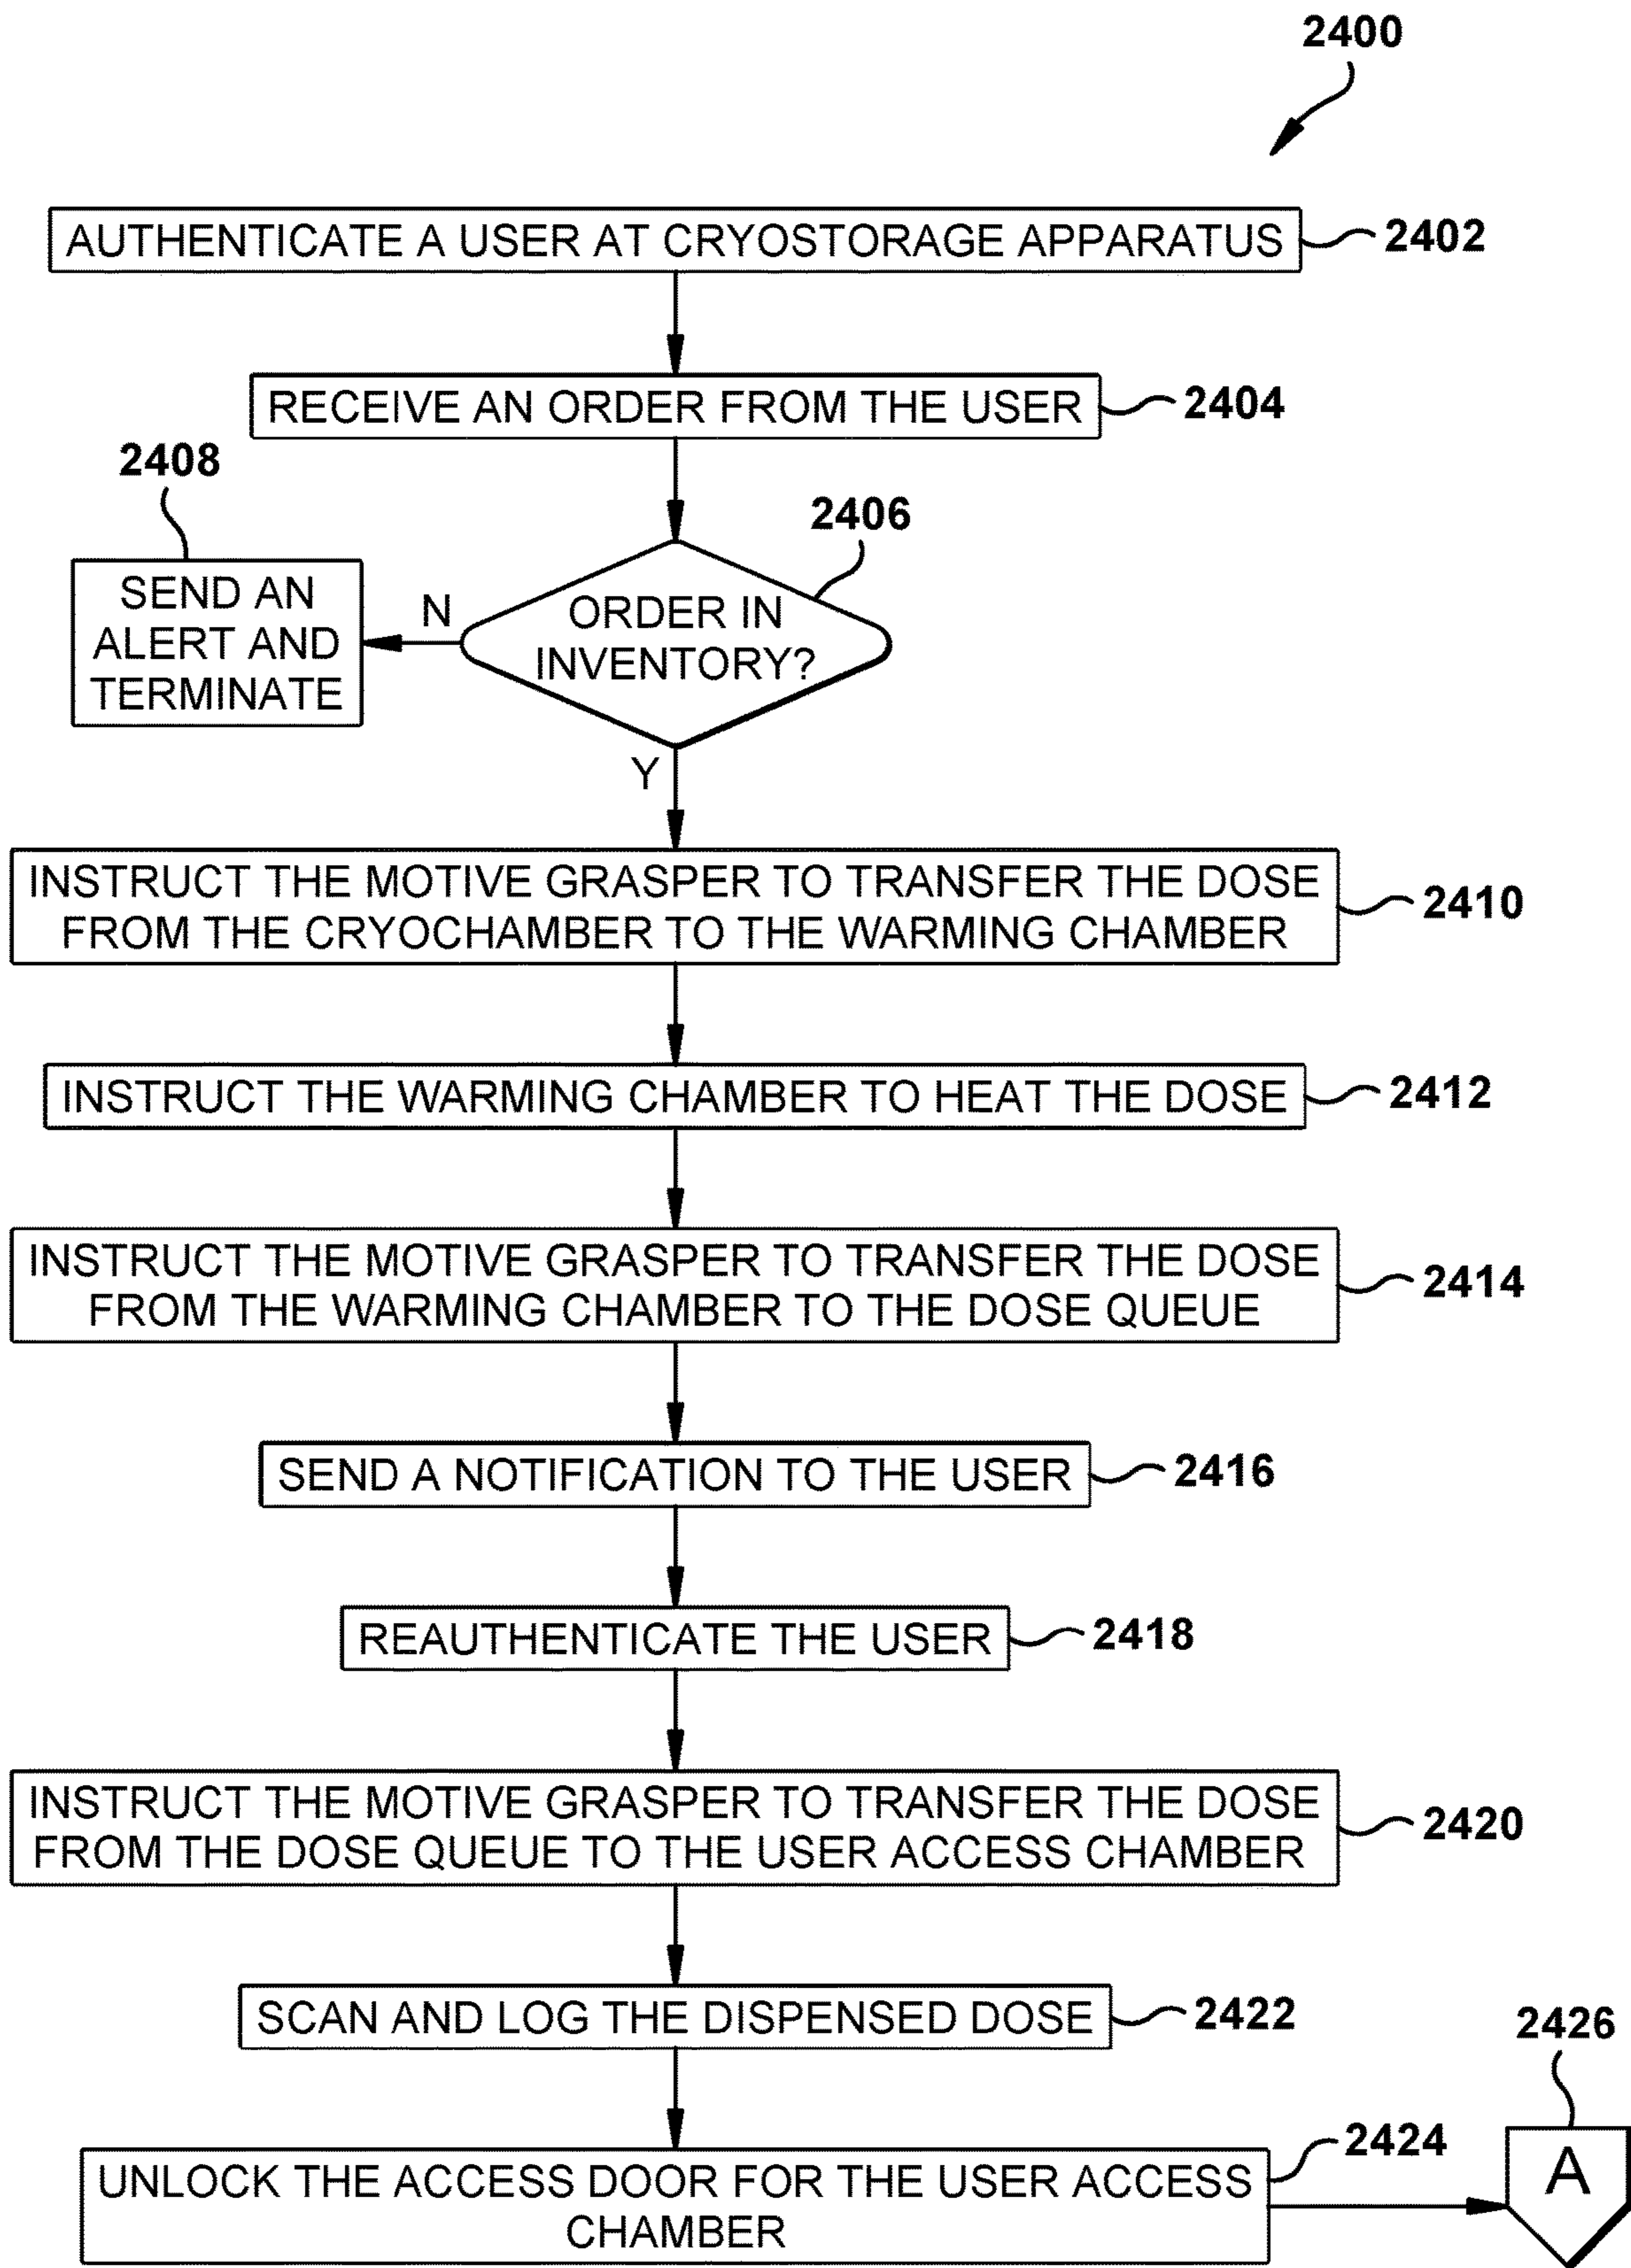 2400
AUTHENTICATE A USER AT CRYOSTORAGE APPARATUS
2402
RECEIVE AN ORDER FROM THE USER
2404
2408
2406
SEND AN
ALERT AND
TERMINATE
N
ORDER IN
INVENTORY?
Y
INSTRUCT THE MOTIVE GRASPER TO TRANSFER THE DOSE
FROM THE CRYOCHAMBER TO THE WARMING CHAMBER
2410
INSTRUCT THE WARMING CHAMBER TO HEAT THE DOSE
2412
INSTRUCT THE MOTIVE GRASPER TO TRANSFER THE DOSE
FROM THE WARMING CHAMBER TO THE DOSE QUEUE
2414
SEND A NOTIFICATION TO THE USER
2416
REAUTHENTICATE THE USER
2418
INSTRUCT THE MOTIVE GRASPER TO TRANSFER THE DOSE
FROM THE DOSE QUEUE TO THE USER ACCESS CHAMBER
2420
SCAN AND LOG THE DISPENSED DOSE
2422
2426
UNLOCK THE ACCESS DOOR FOR THE USER ACCESS
CHAMBER
2424
A